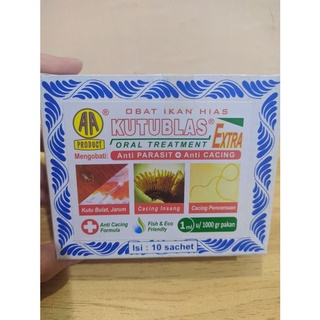 OBAT IKAN HIAS
AA
PRODUCT
KUTUBLAS® EXTRA
ORAL TREATMENT
Mengobati: Anti PARASIT + Anti CACING
Kutu Bulat, Jarum
Cacing Insang
Cacing Pencernaan
Anti Cacing Formula
Fish & Eco Friendly
1 ml u/ 1000 gr pakan
Isi : 10 sachet